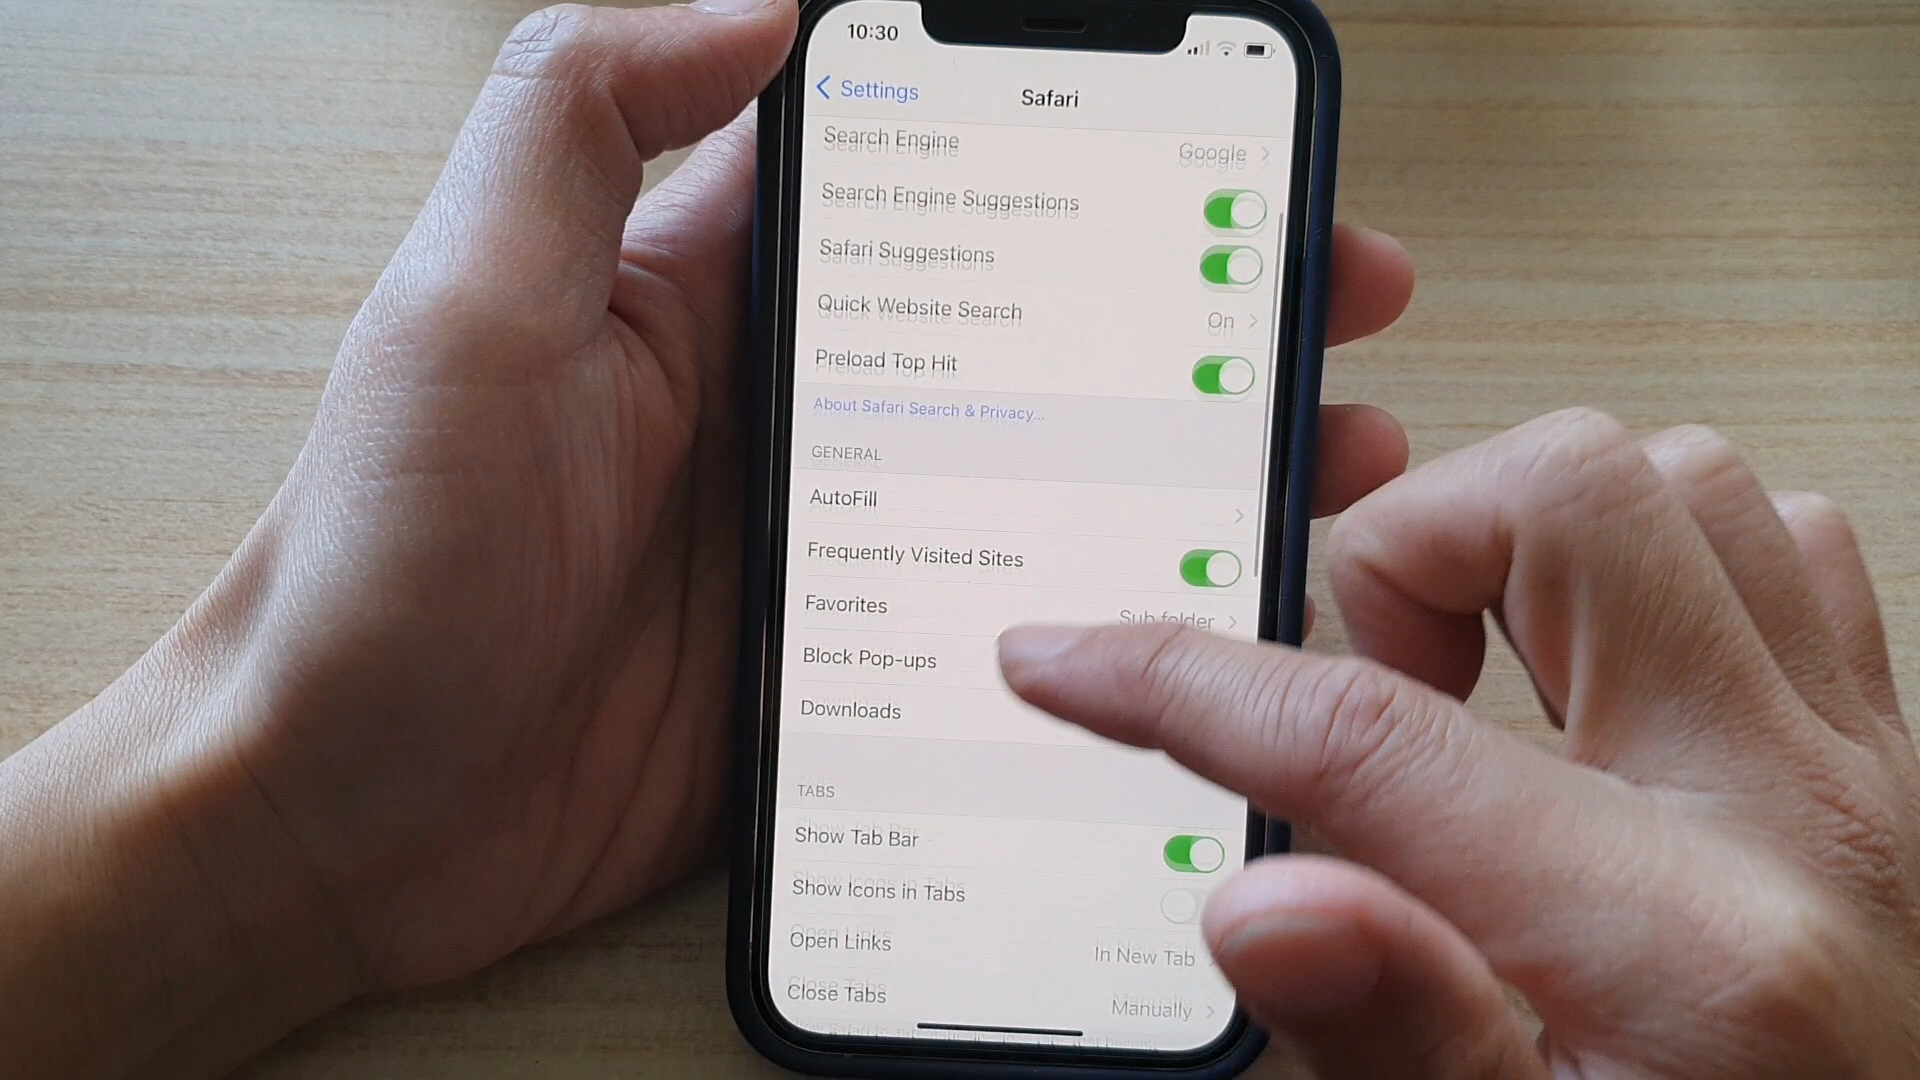 10:30
Settings
Safari
Search Engine Google
Search Engine Suggestions
Safari Suggestions
Quick Website Search On
Preload Top Hit
About Safari Search & Privacy...
GENERAL
AutoFill
Frequently Visited Sites
Favorites Sub folder
Block Pop-ups
Downloads
TABS
Show Tab Bar
Show Icons in Tabs
Open Links In New Tab
Close Tabs Manually